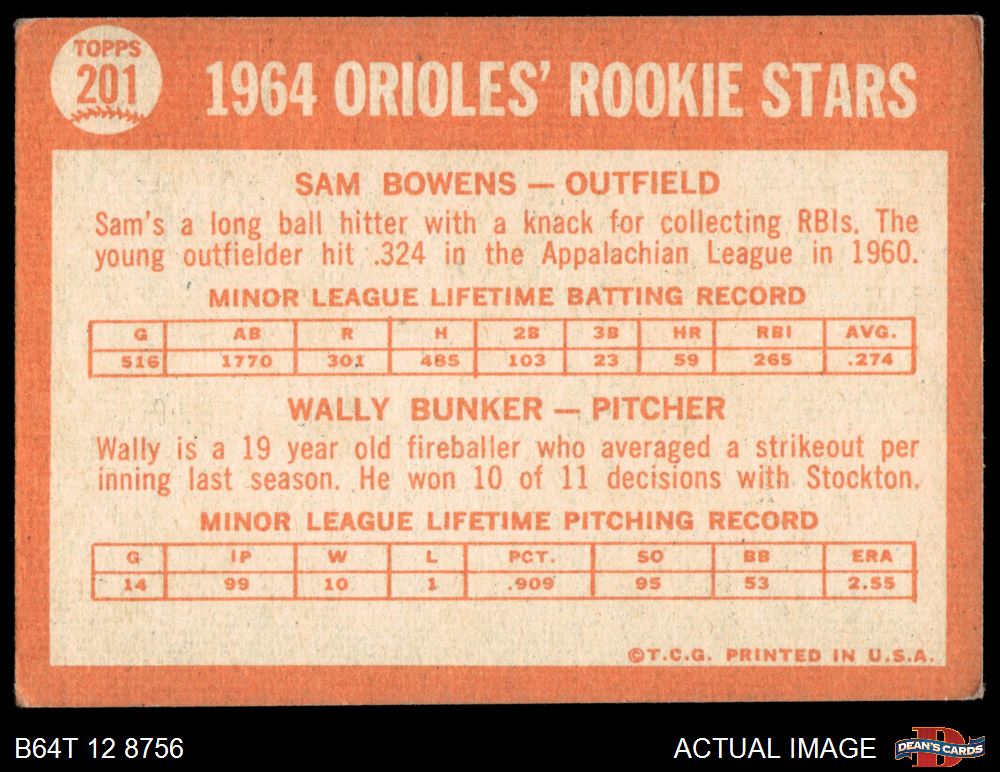 TOPPS
201
1964 ORIOLES' ROOKIE STARS
SAM BOWENS — OUTFIELD
Sam's a long ball hitter with a knack for collecting RBIs. The
young outfielder hit .324 in the Appalachian League in 1960.
MINOR LEAGUE LIFETIME BATTING RECORD
G AB R H 2B 3B HR RBI AVG.
516 1770 301 485 103 23 59 265 .274
WALLY BUNKER — PITCHER
Wally is a 19 year old fireballer who averaged a strikeout per
inning last season. He won 10 of 11 decisions with Stockton.
MINOR LEAGUE LIFETIME PITCHING RECORD
G IP W L PCT. SO BB ERA
14 99 10 1 .909 95 53 2.55
©T.C.G. PRINTED IN U.S.A.
B64T 12 8756
ACTUAL IMAGE
D
DEAN'S CARDS